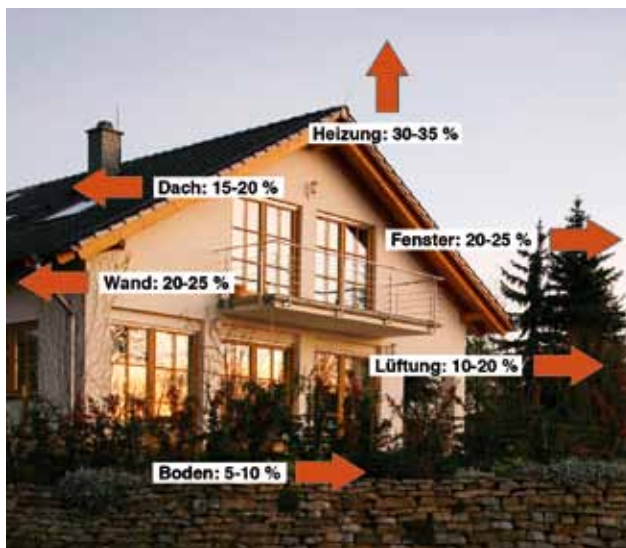 Heizung: 30-35 %
Dach: 15-20 %
Fenster: 20-25 %
Wand: 20-25 %
Lüftung: 10-20 %
Boden: 5-10 %